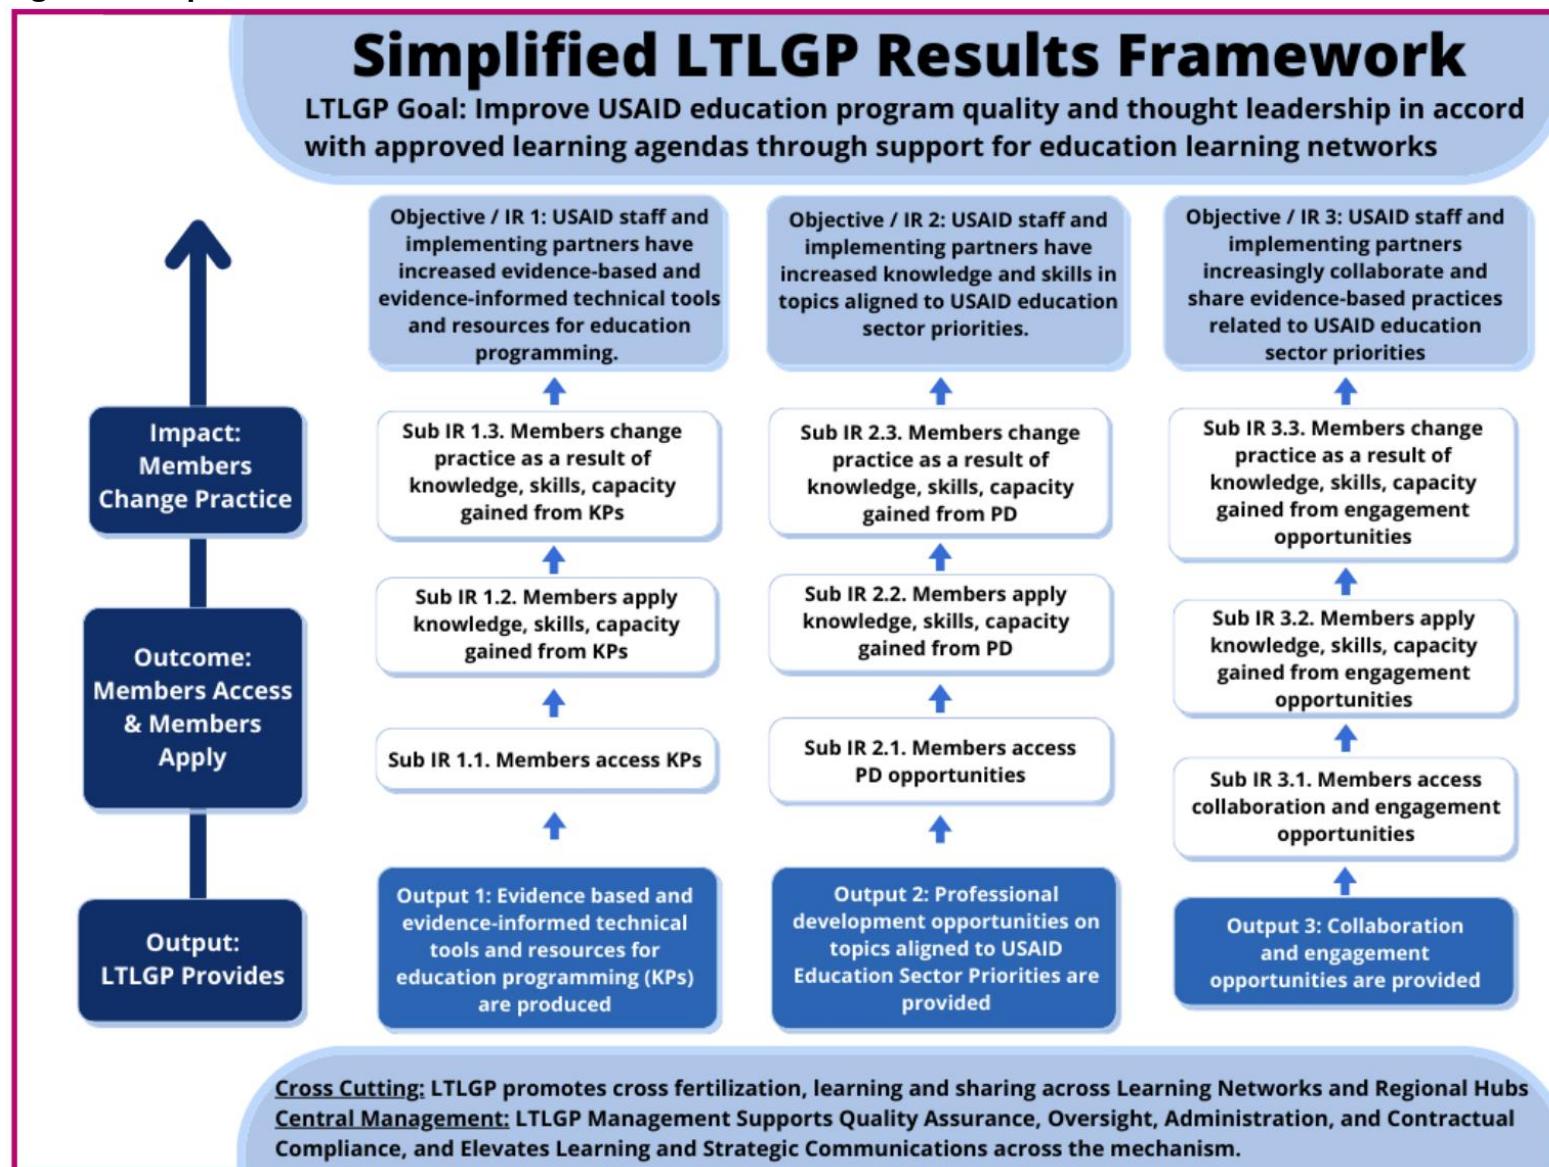 Simplified LTLGP Results Framework
LTLGP Goal: Improve USAID education program quality and thought leadership in accord
with approved learning agendas through support for education learning networks
Impact:
Members
Change Practice
Outcome:
Members Access
& Members
Apply
Output:
LTLGP Provides
Objective / IR 1: USAID staff and
implementing partners have
increased evidence-based and
evidence-informed technical tools
and resources for education
programming.
Sub IR 1.3. Members change
practice as a result of
knowledge, skills, capacity
gained from KPs
Sub IR 1.2. Members apply
knowledge, skills, capacity
gained from KPs
Sub IR 1.1. Members access KPs
Output 1: Evidence based and
evidence-informed technical
tools and resources for
education programming (KPs)
are produced
Objective / IR 2: USAID staff and
implementing partners have
increased knowledge and skills in
topics aligned to USAID education
sector priorities.
Sub IR 2.3. Members change
practice as a result of
knowledge, skills, capacity
gained from PD
Sub IR 2.2. Members apply
knowledge, skills, capacity
gained from PD
Sub IR 2.1. Members access
PD opportunities
Output 2: Professional
development opportunities on
topics aligned to USAID
Education Sector Priorities are
provided
Objective / IR 3: USAID staff and
implementing partners
increasingly collaborate and
share evidence-based practices
related to USAID education
sector priorities
Sub IR 3.3. Members change
practice as a result of
knowledge, skills, capacity
gained from engagement
opportunities
Sub IR 3.2. Members apply
knowledge, skills, capacity
gained from engagement
opportunities
Sub IR 3.1. Members access
collaboration and engagement
opportunities
Output 3: Collaboration
and engagement
opportunities are provided
Cross Cutting: LTLGP promotes cross fertilization, learning and sharing across Learning Networks and Regional Hubs
Central Management: LTLGP Management Supports Quality Assurance, Oversight, Administration, and Contractual
Compliance, and Elevates Learning and Strategic Communications across the mechanism.